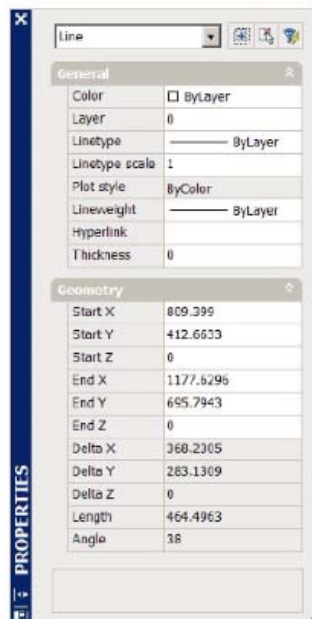 Line
General
Color ByLayer
Layer 0
Linetype ByLayer
Linetype scale 1
Plot style ByColor
Lineweight ByLayer
Hyperlink
Thickness 0
Geometry
Start X 809.399
Start Y 412.6633
Start Z 0
End X 1177.6296
End Y 695.7943
End Z 0
Delta X 368.2305
Delta Y 283.1309
Delta Z 0
Length 464.4963
Angle 38
PROPERTIES